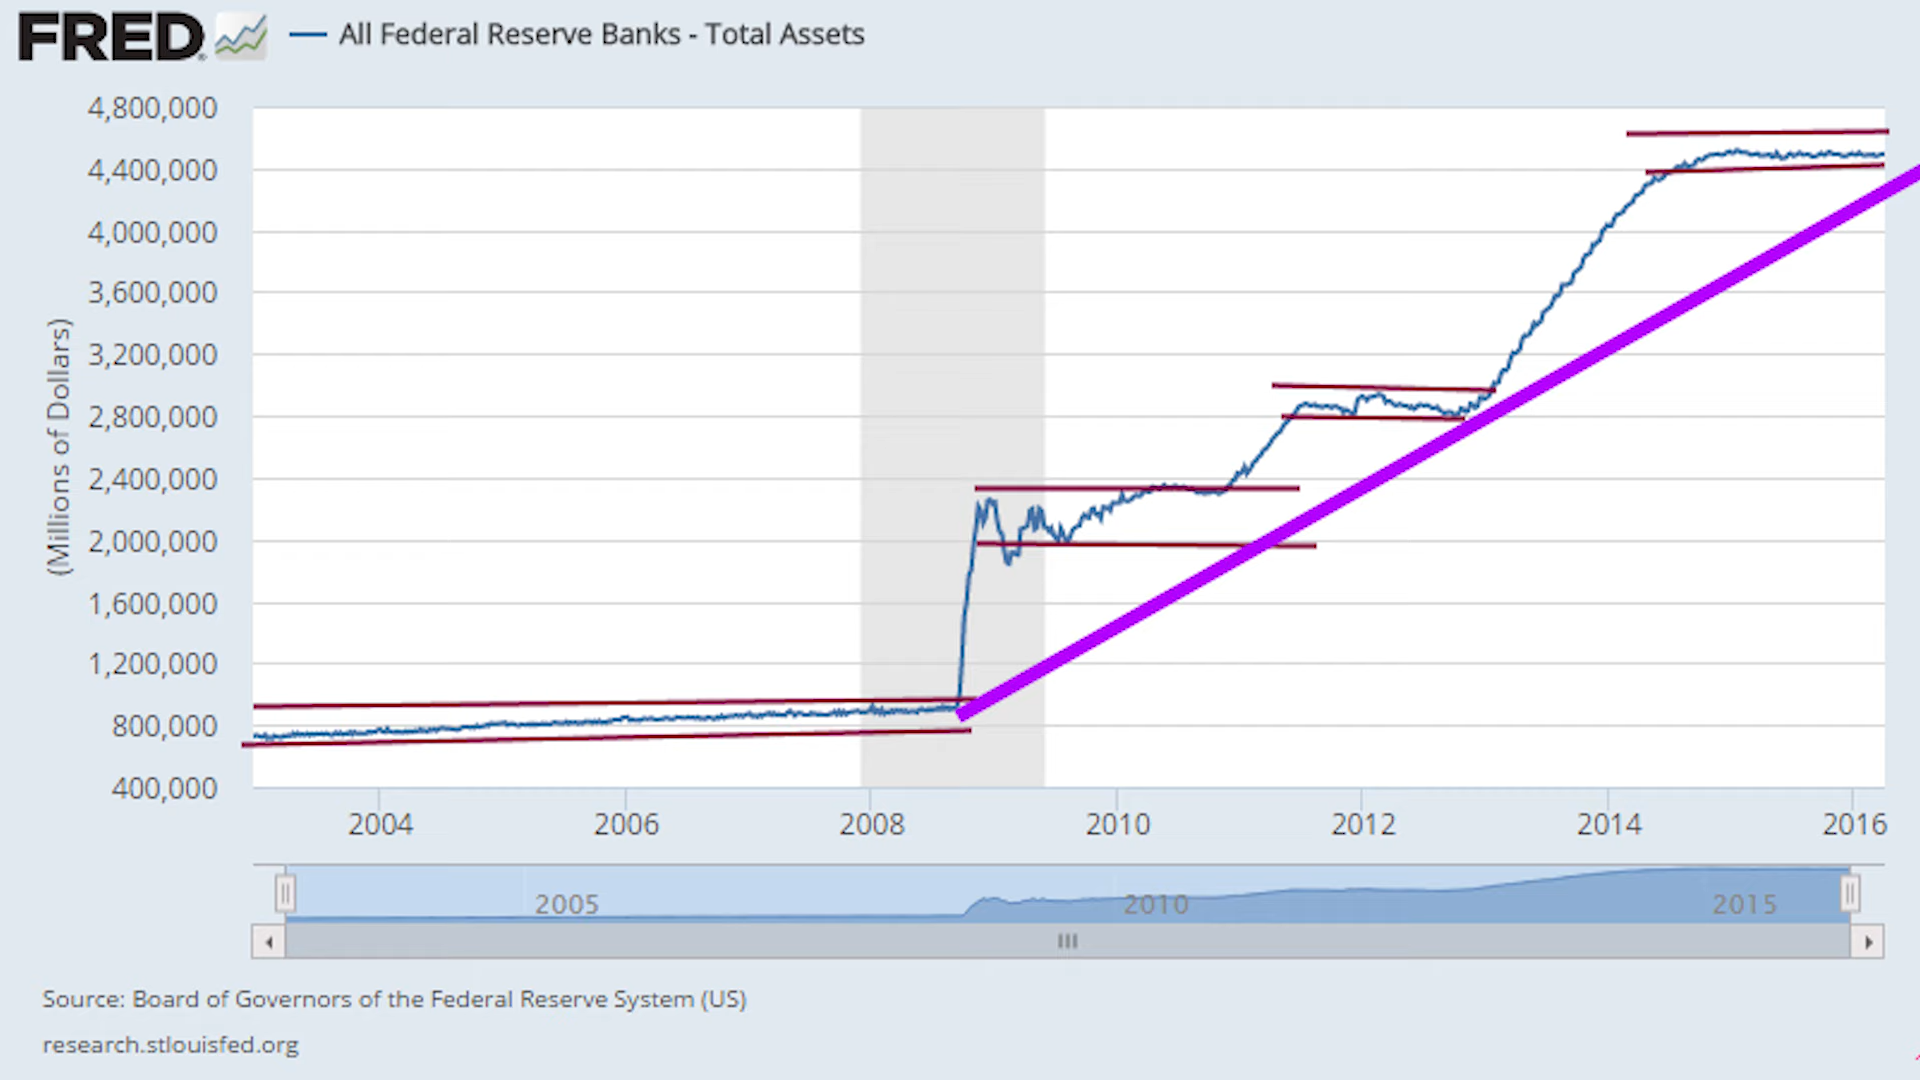 FRED
All Federal Reserve Banks - Total Assets
(Millions of Dollars)
4,800,000
4,400,000
4,000,000
3,600,000
3,200,000
2,800,000
2,400,000
2,000,000
1,600,000
1,200,000
800,000
400,000
2004 2006 2008 2010 2012 2014 2016
2005 2010 2015
Source: Board of Governors of the Federal Reserve System (US)
research.stlouisfed.org